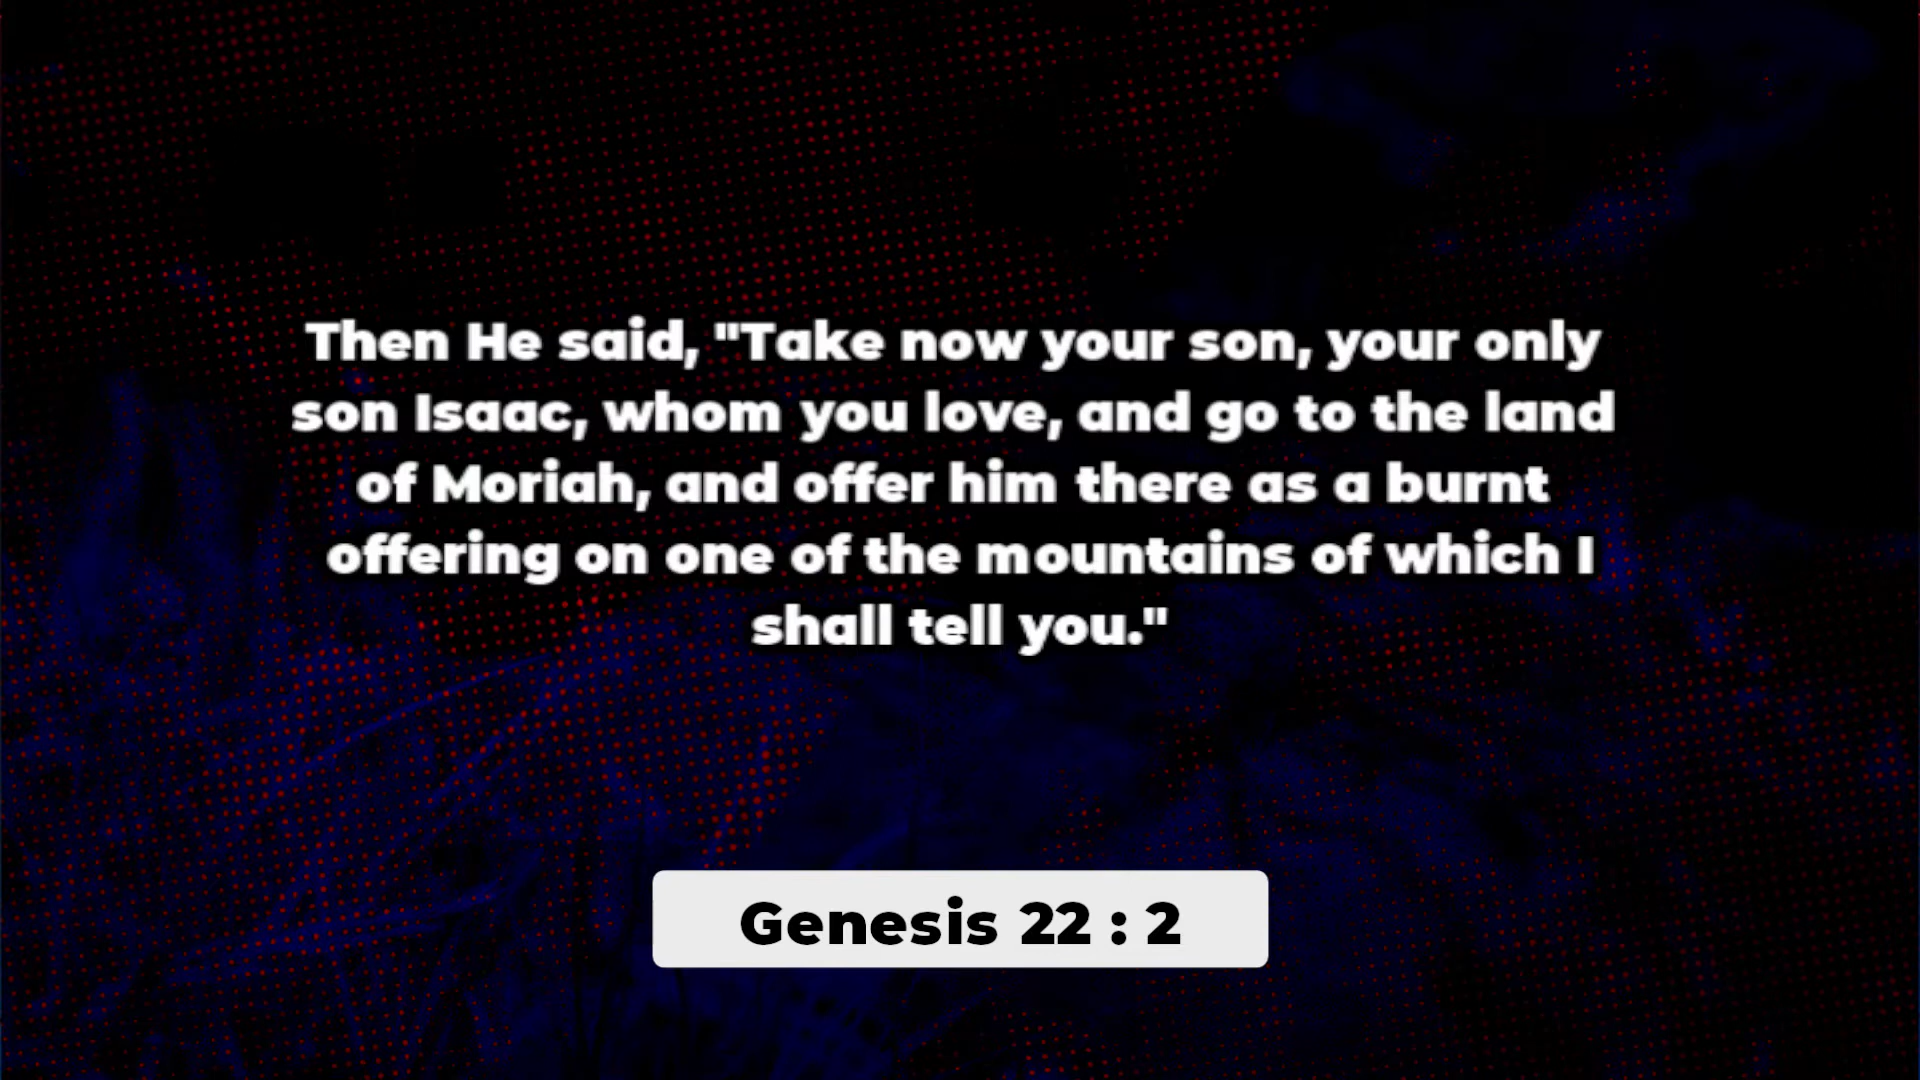 Then He said, "Take now your son, your only
son Isaac, whom you love, and go to the land
of Moriah, and offer him there as a burnt
offering on one of the mountains of which I
shall tell you."
Genesis 22 : 2